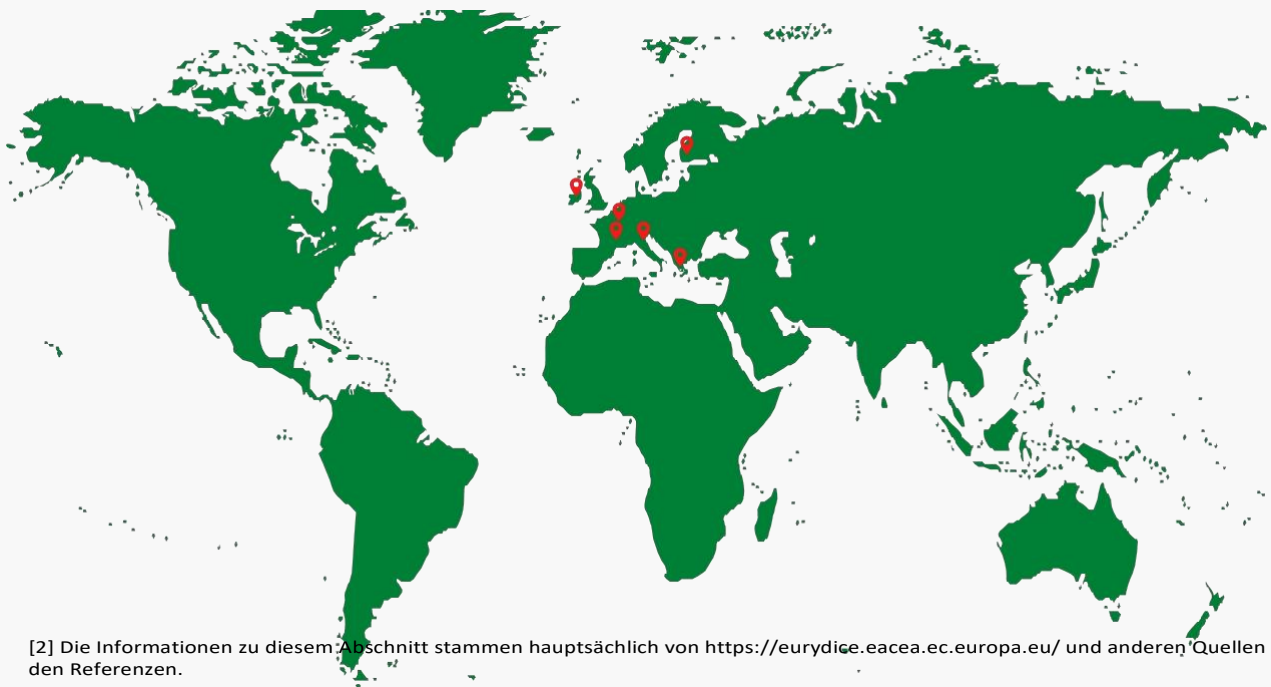 [2] Die Informationen zu diesem Abschnitt stammen hauptsächlich von https://eurydice.eacea.ec.europa.eu/ und anderen Quellen
den Referenzen.